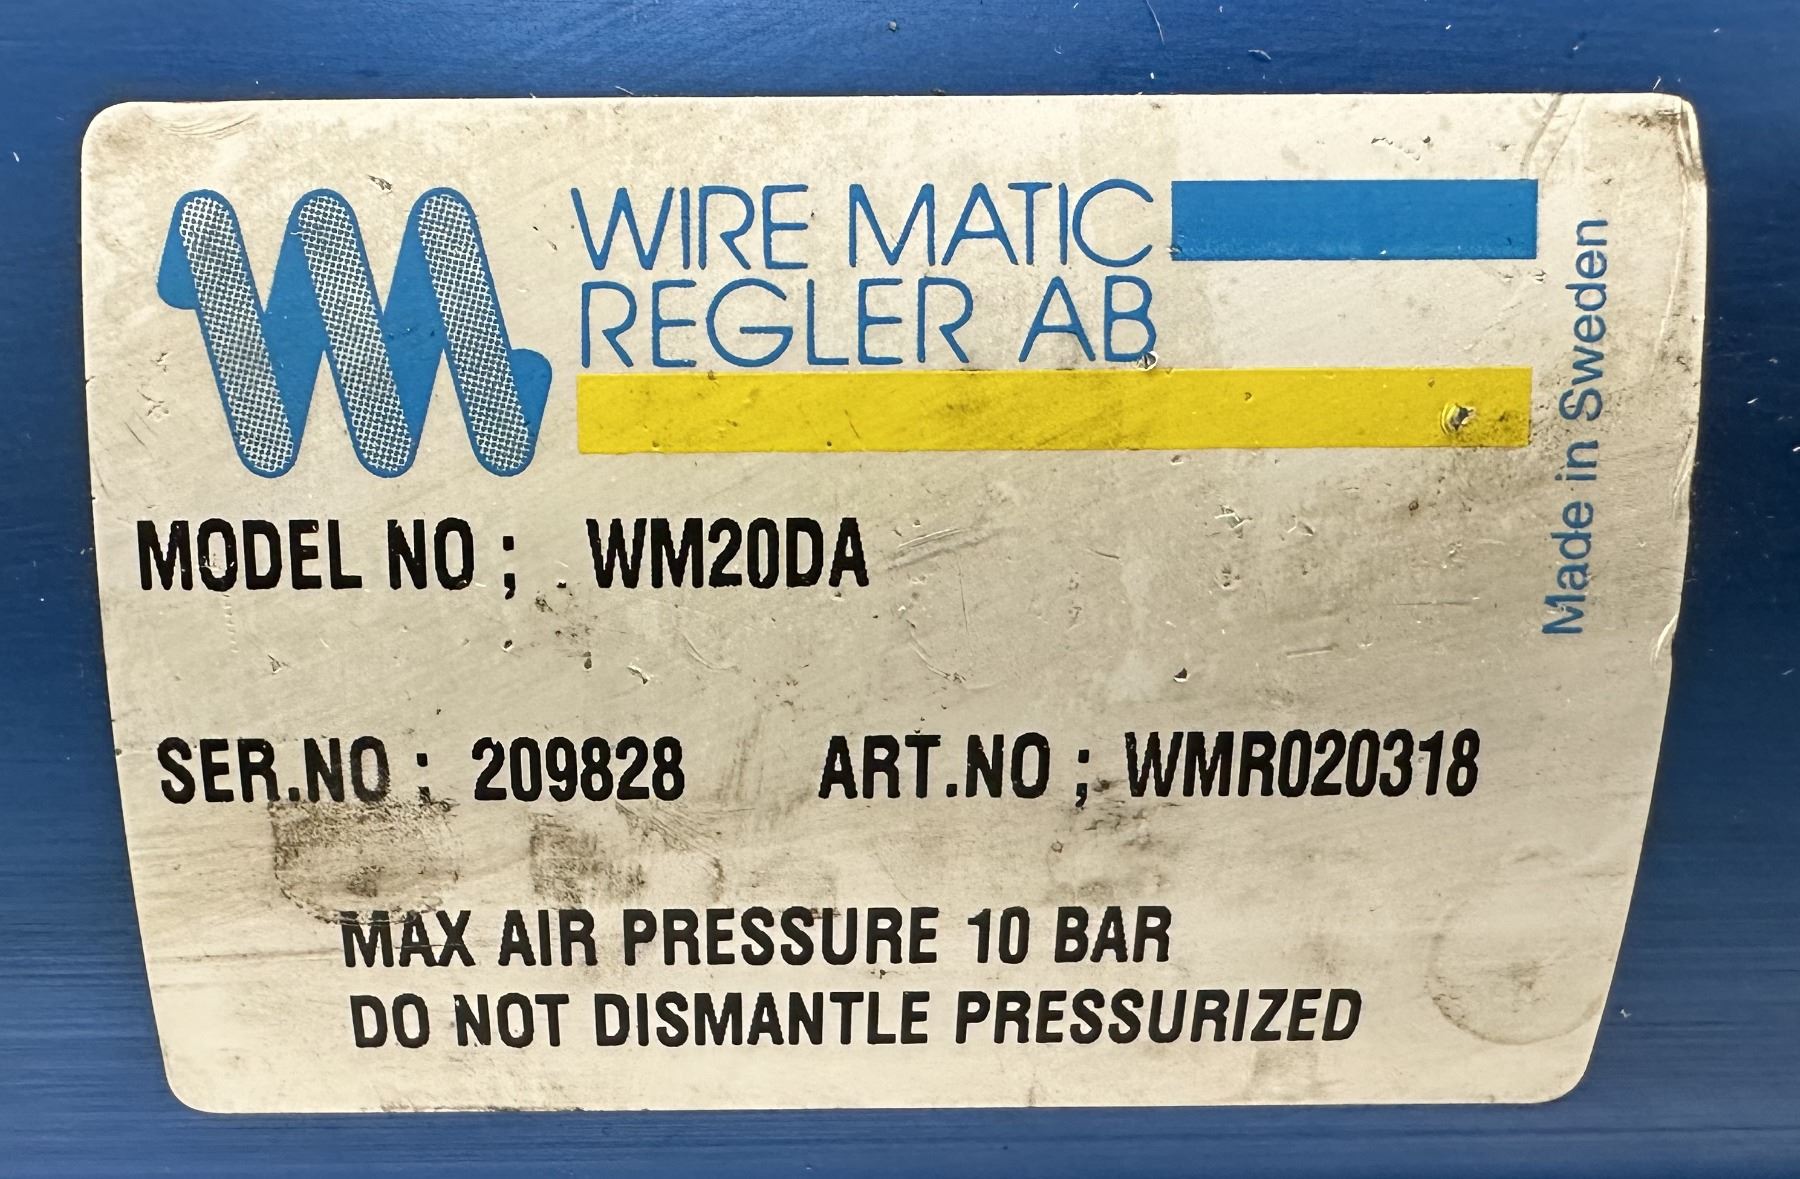 WIRE MATIC
REGLER AB
Made in Sweden
MODEL NO ; WM20DA
SER.NO ; 209828 ART.NO ; WMR020318
MAX AIR PRESSURE 10 BAR
DO NOT DISMANTLE PRESSURIZED